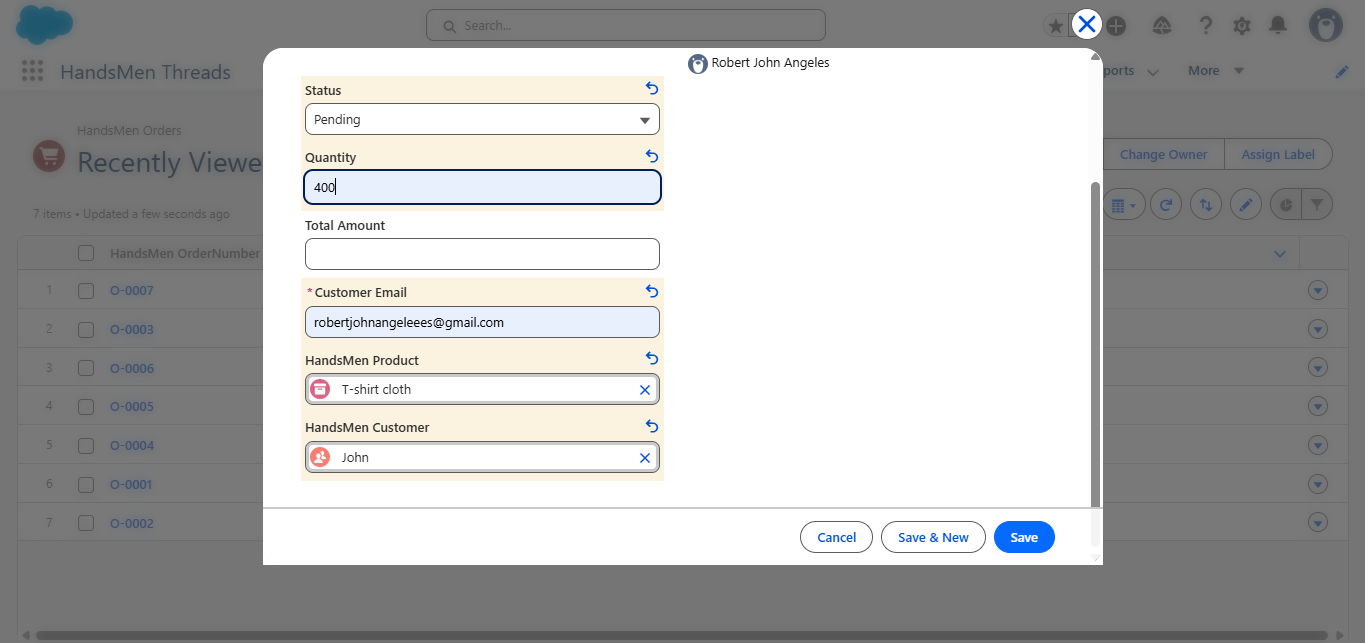 Search...
HandsMen Threads
ports
More
HandsMen Orders
Recently Viewe
Change Owner
Assign Label
7 items • Updated a few seconds ago
HandsMen OrderNumber
1 O-0007
2 O-0003
3 O-0006
4 O-0005
5 O-0004
6 O-0001
7 O-0002
Robert John Angeles
Status
Pending
Quantity
400
Total Amount
*Customer Email
robertjohnangeleees@gmail.com
HandsMen Product
T-shirt cloth
HandsMen Customer
John
Cancel
Save & New
Save